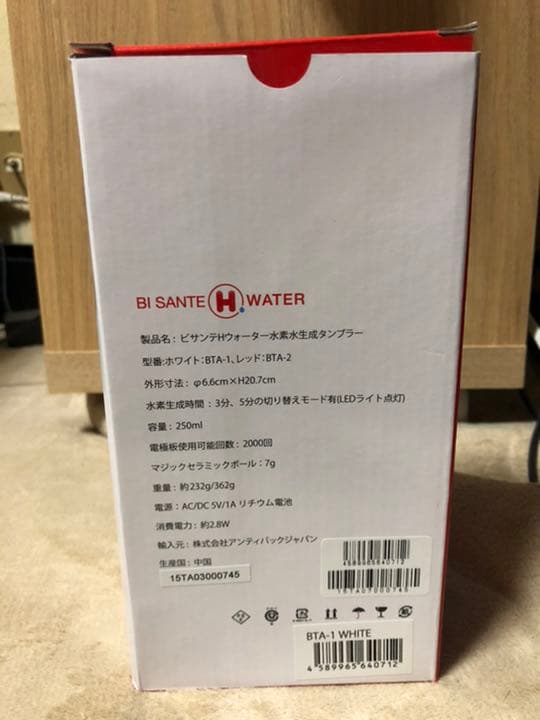 BI SANTE H WATER
製品名：ビサンテHウォーター水素水生成タンブラー
型番:ホワイト:BTA-1、レッド:BTA-2
外形寸法：φ6.6cm×H20.7cm
水素生成時間：3分、5分の切り替えモード有(LEDライト点灯)
容量：250ml
電極板使用可能回数：2000回
マジックセラミックボール：7g
重量：約232g/362g
電源：AC/DC 5V/1A リチウム電池
消費電力：約2.8W
輸入元：株式会社アンティバックジャパン
生産国：中国
15TA03000745
4589965640712
15TA03000745
BTA-1 WHITE
4 589965 640712